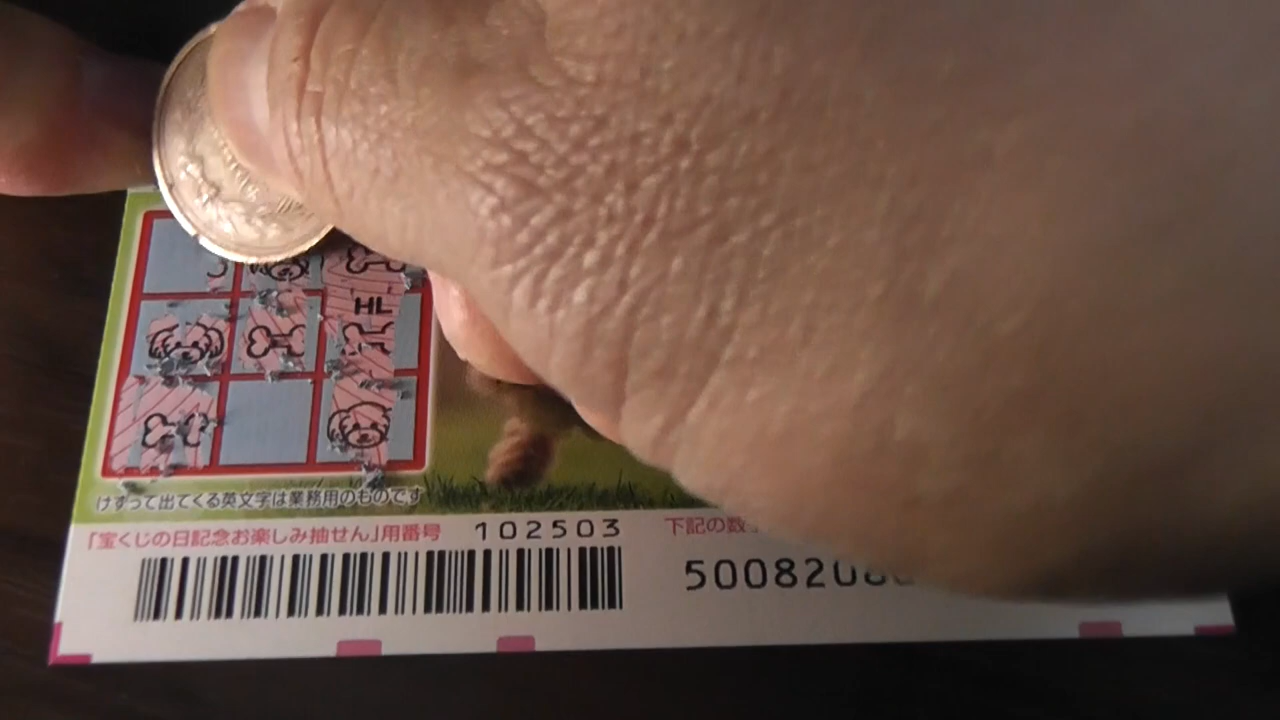 HL
けずって出てくる英文字は業務用のものです
「宝くじの日記念お楽しみ抽せん」用番号 102503 下記の数
5008208